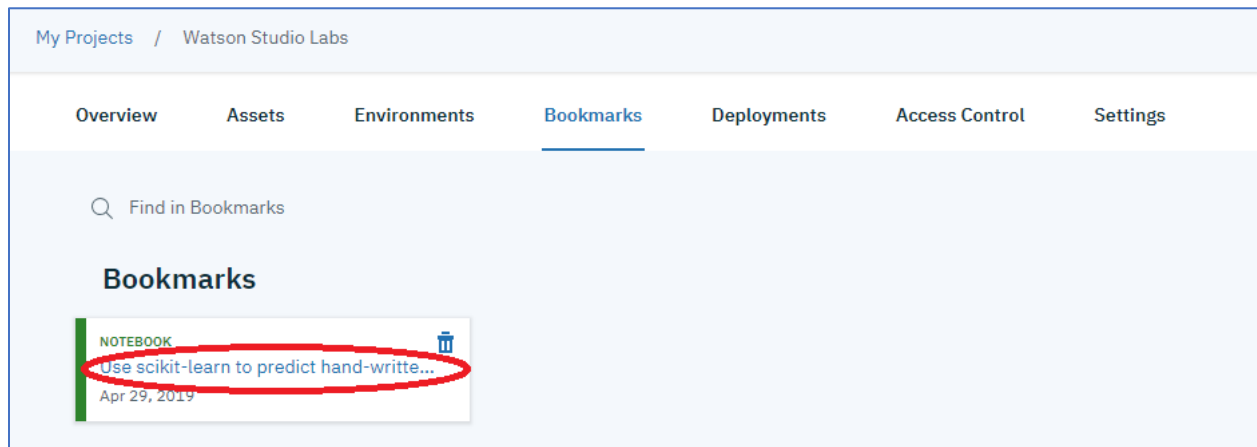 My Projects / Watson Studio Labs
Overview Assets Environments Bookmarks Deployments Access Control Settings
Find in Bookmarks
Bookmarks
NOTEBOOK
Use scikit-learn to predict hand-writte...
Apr 29, 2019